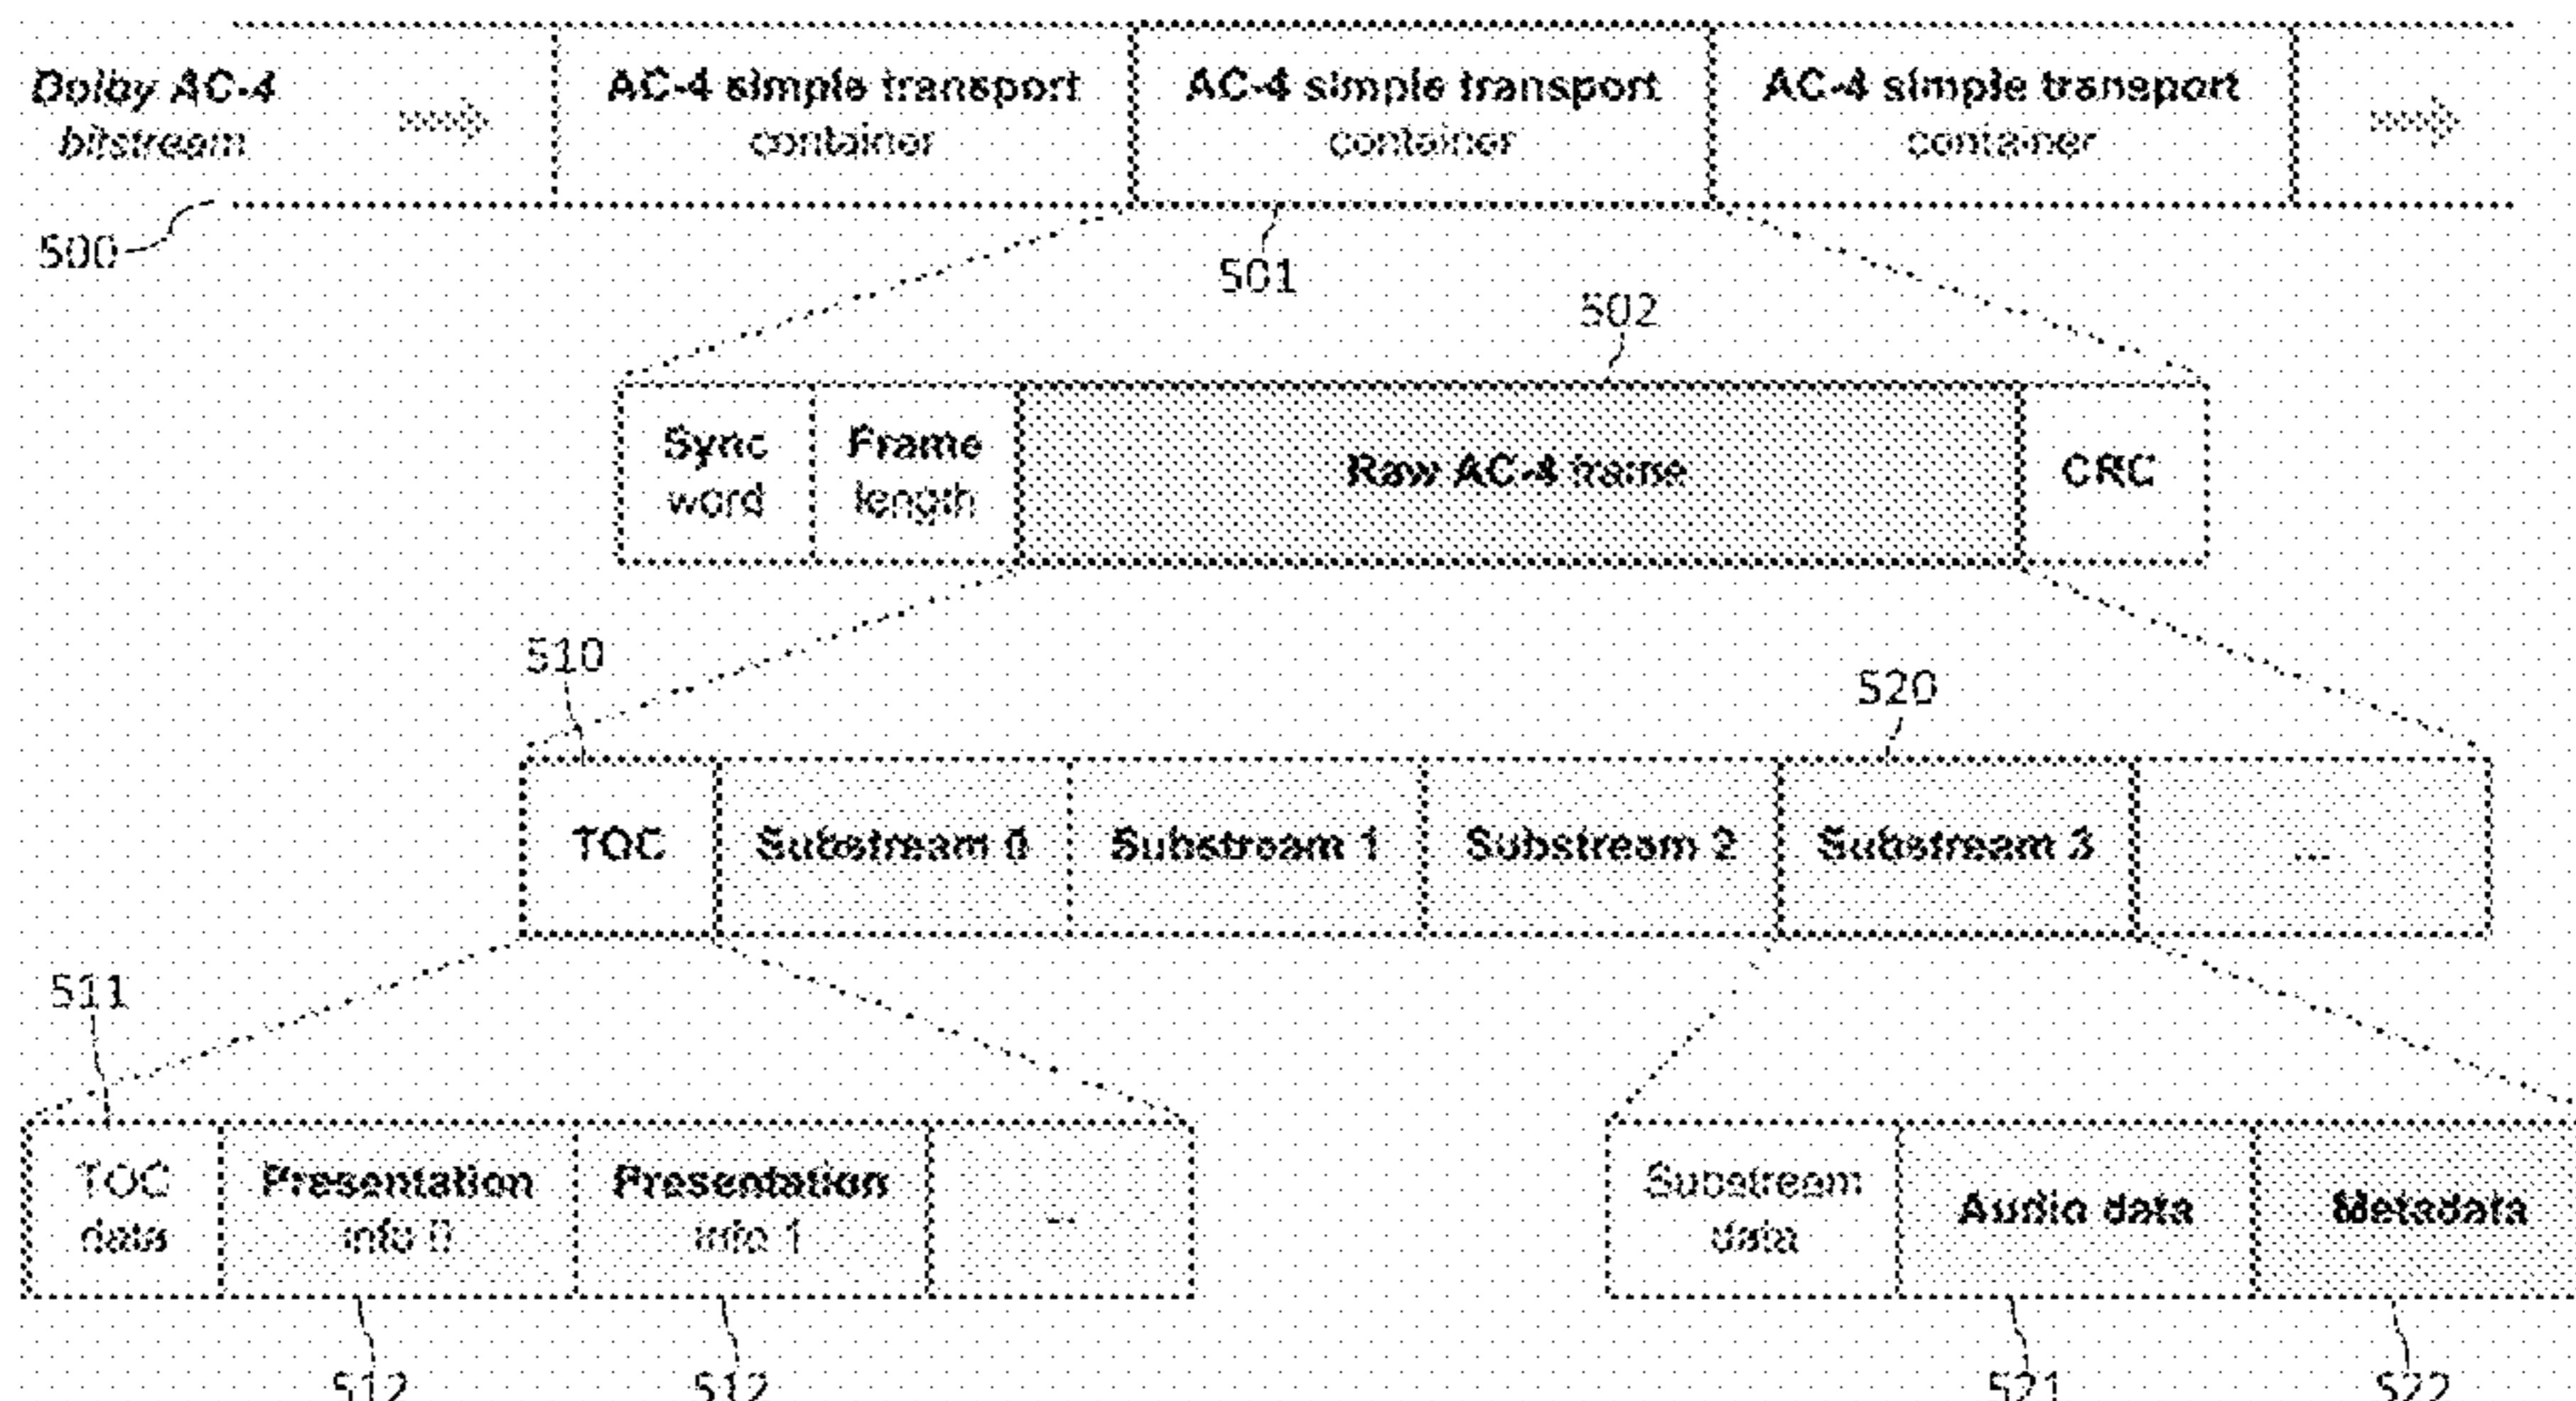 Dolby AC-4
bitstream
AC-4 simple transport
container
AC-4 simple transport
container
AC-4 simple transport
container
500
501
502
Sync
word
Frame
length
Raw AC-4 frame
CRC
510
520
TOC
Substream 0
Substream 1
Substream 2
Substream 3
...
511
TOC
data
Presentation
info 0
Presentation
info 1
...
Substream
data
Audio data
Metadata
512
512
521
522